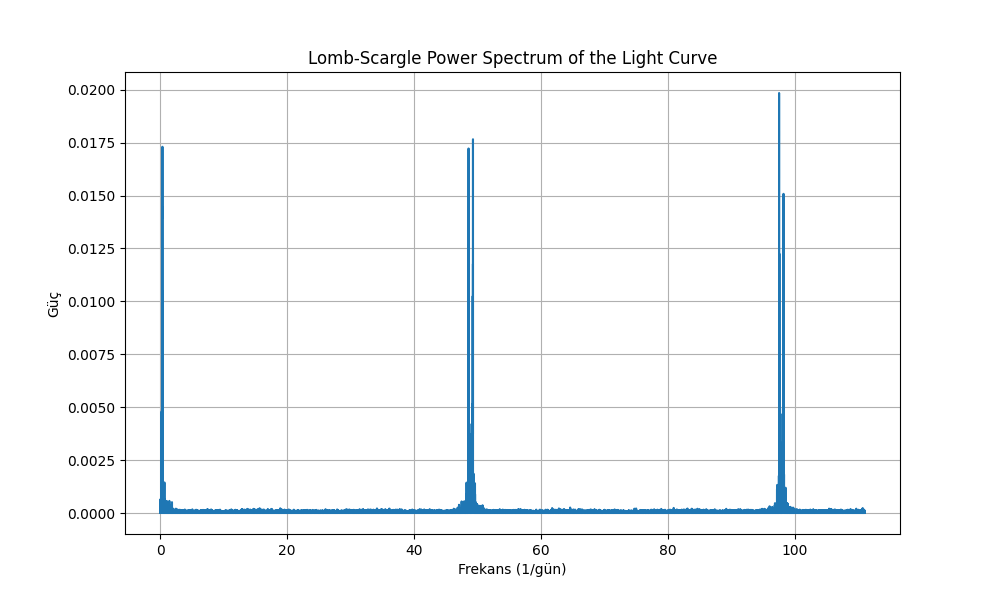 Lomb-Scargle Power Spectrum of the Light Curve
0.0200
0.0175
0.0150
0.0125
0.0100
0.0075
0.0050
0.0025
0.0000
Güç
0 20 40 60 80 100
Frekans (1/gün)